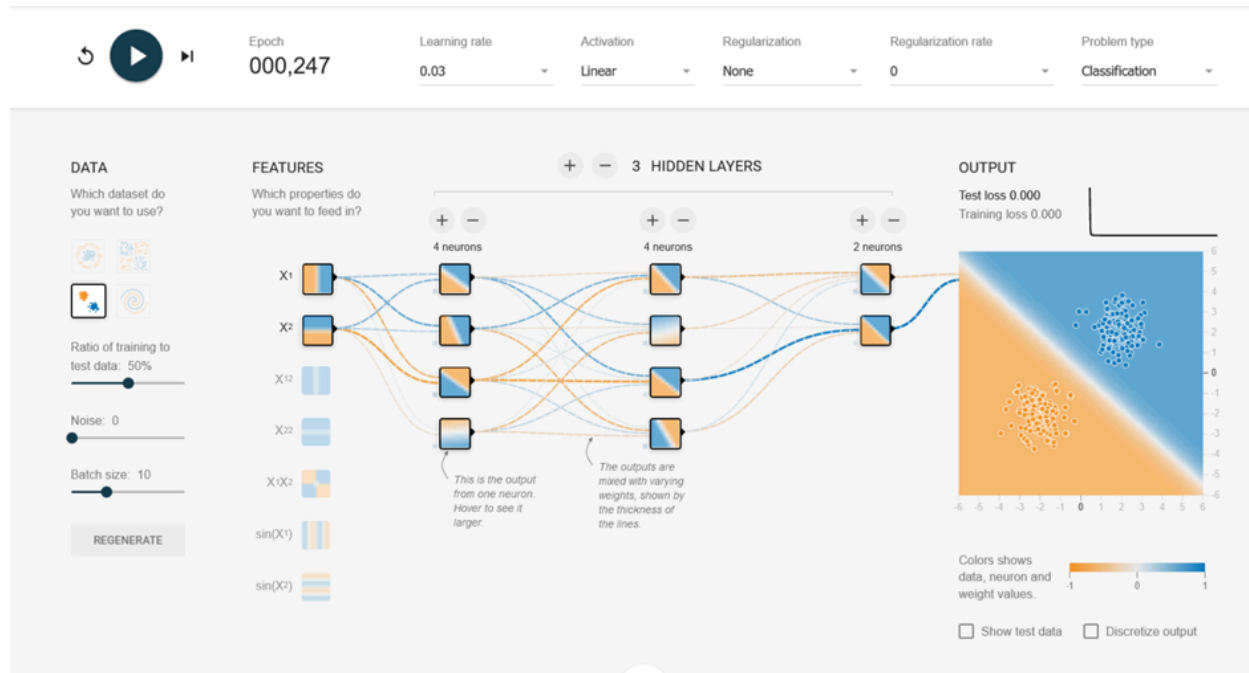 Epoch
000,247
Learning rate
0.03
Activation
Linear
Regularization
None
Regularization rate
0
Problem type
Classification
DATA
Which dataset do
you want to use?
Ratio of training to
test data: 50%
Noise: 0
Batch size: 10
REGENERATE
FEATURES
Which properties do
you want to feed in?
X1
X2
X12
X22
X1X2
sin(X1)
sin(X2)
+ − 3 HIDDEN LAYERS
+ −
4 neurons
+ −
4 neurons
+ −
2 neurons
This is the output
from one neuron.
Hover to see it
larger.
The outputs are
mixed with varying
weights, shown by
the thickness of
the lines.
OUTPUT
Test loss 0.000
Training loss 0.000
6
5
4
3
2
1
0
-1
-2
-3
-4
-5
-6
-6 -5 -4 -3 -2 -1 0 1 2 3 4 5 6
Colors shows
data, neuron and
weight values.
-1 0 1
Show test data
Discretize output